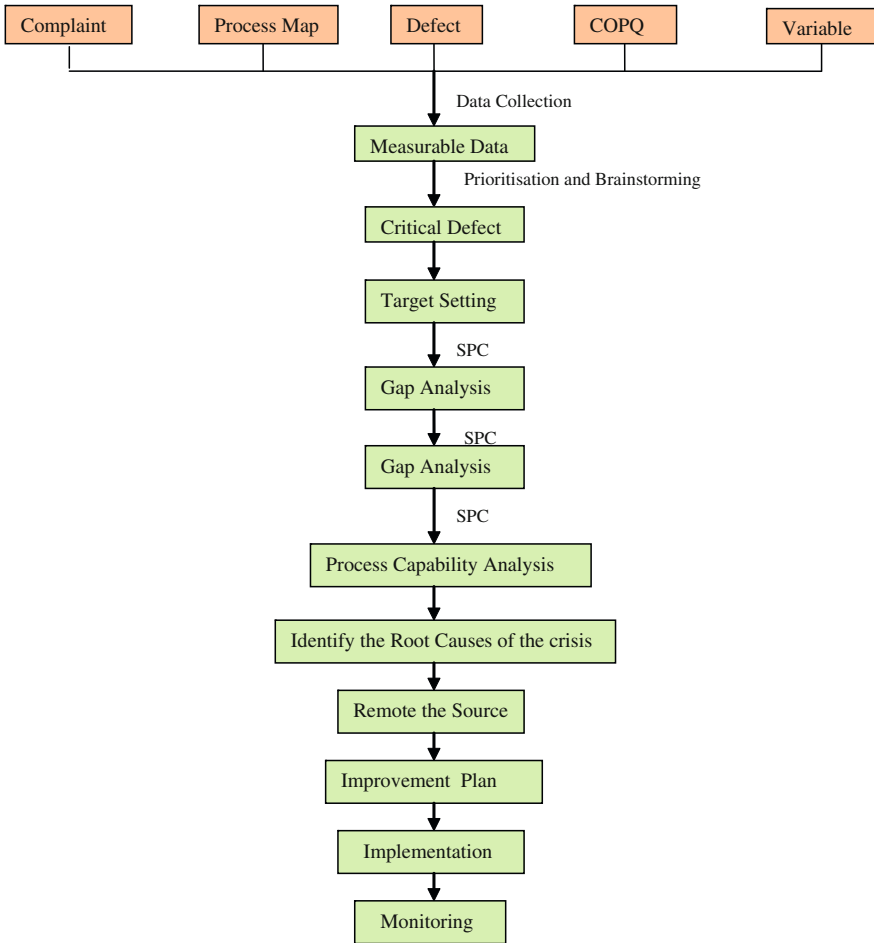 Complaint
Process Map
Defect
COPQ
Variable
Data Collection
Measurable Data
Prioritisation and Brainstorming
Critical Defect
Target Setting
SPC
Gap Analysis
SPC
Gap Analysis
SPC
Process Capability Analysis
Identify the Root Causes of the crisis
Remote the Source
Improvement Plan
Implementation
Monitoring